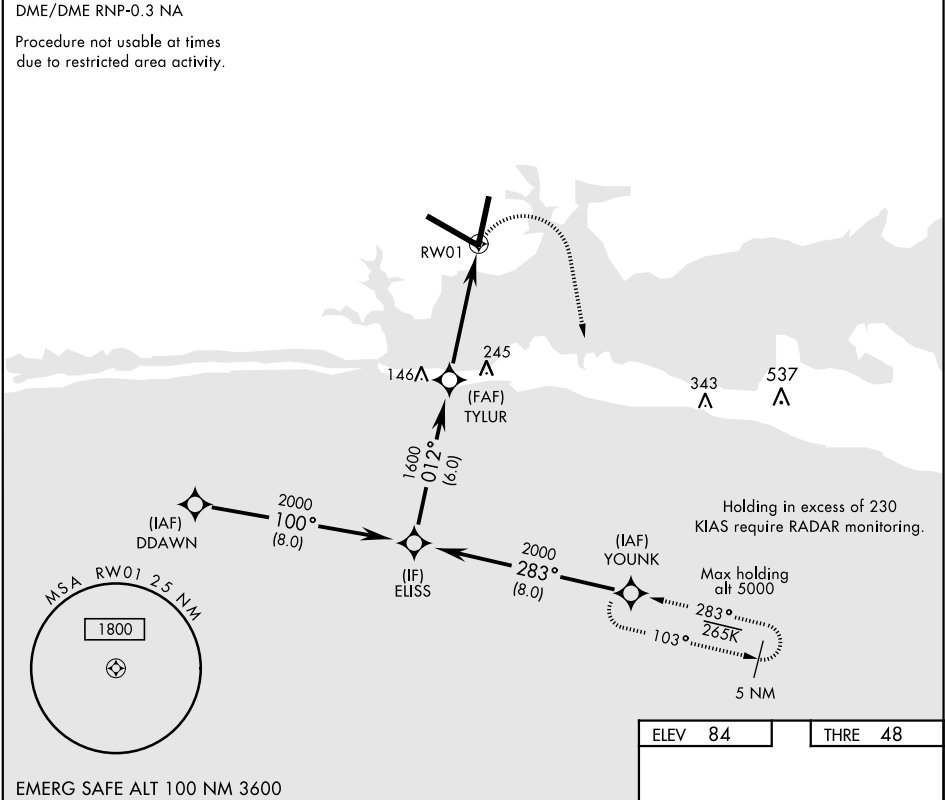 DME/DME RNP-0.3 NA
Procedure not usable at times
due to restricted area activity.
RW01
146
245
(FAF)
TYLUR
343
537
1600
012°
(6.0)
(IAF)
DDAWN
2000
100°
(8.0)
(IF)
ELISS
2000
283°
(8.0)
(IAF)
YOUNK
Holding in excess of 230
KIAS require RADAR monitoring.
Max holding
alt 5000
283°
265K
103°
5 NM
MSA RW01 25 NM
1800
ELEV 84
THRE 48
EMERG SAFE ALT 100 NM 3600